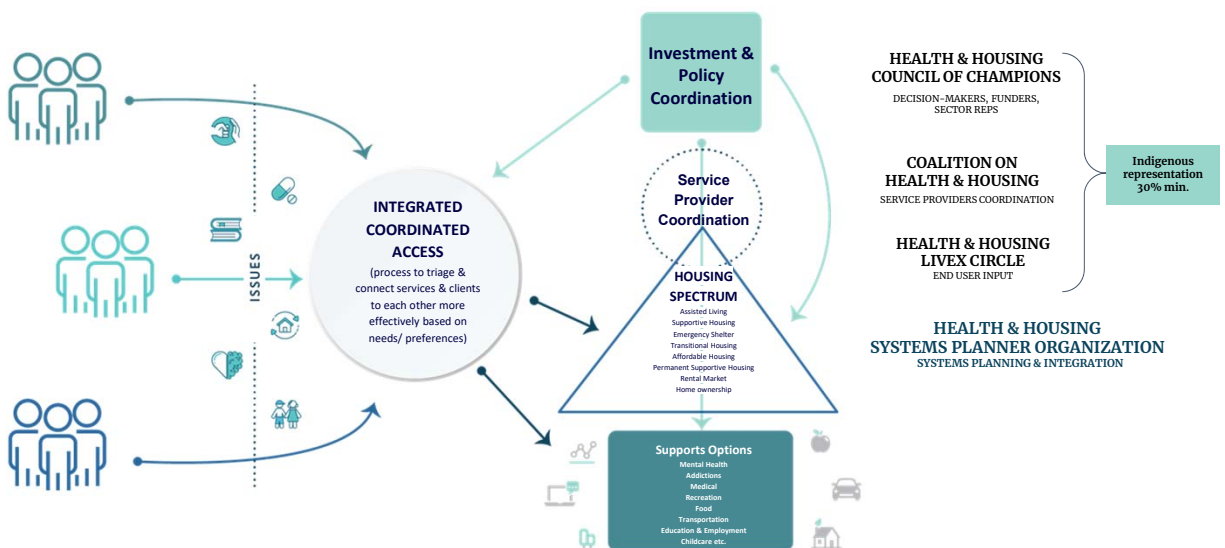 ISSUES
INTEGRATED
COORDINATED
ACCESS
(process to triage &
connect services & clients
to each other more
effectively based on
needs/ preferences)
Investment &
Policy
Coordination
Service
Provider
Coordination
HOUSING
SPECTRUM
Assisted Living
Supportive Housing
Emergency Shelter
Transitional Housing
Affordable Housing
Permanent Supportive Housing
Rental Market
Home ownership
Supports Options
Mental Health
Addictions
Medical
Recreation
Food
Transportation
Education & Employment
Childcare etc.
HEALTH & HOUSING
COUNCIL OF CHAMPIONS
DECISION-MAKERS, FUNDERS,
SECTOR REPS
COALITION ON
HEALTH & HOUSING
SERVICE PROVIDERS COORDINATION
HEALTH & HOUSING
LIVEX CIRCLE
END USER INPUT
Indigenous
representation
30% min.
HEALTH & HOUSING
SYSTEMS PLANNER ORGANIZATION
SYSTEMS PLANNING & INTEGRATION